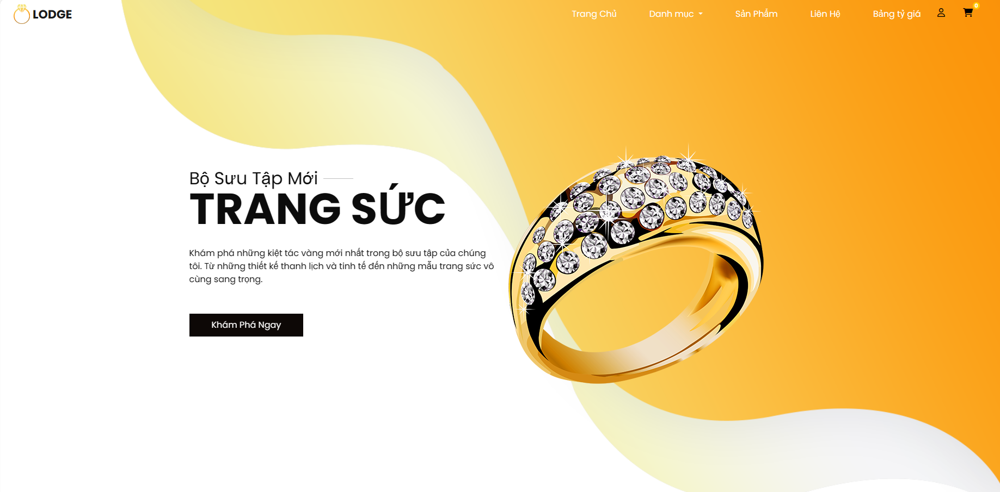 LODGE
Trang Chủ
Danh mục
Sản Phẩm
Liên Hệ
Bảng tỷ giá
0
Bộ Sưu Tập Mới
TRANG SỨC
Khám phá những kiệt tác vàng mới nhất trong bộ sưu tập của chúng
tôi. Từ những thiết kế thanh lịch và tinh tế đến những mẫu trang sức vô
cùng sang trọng.
Khám Phá Ngay